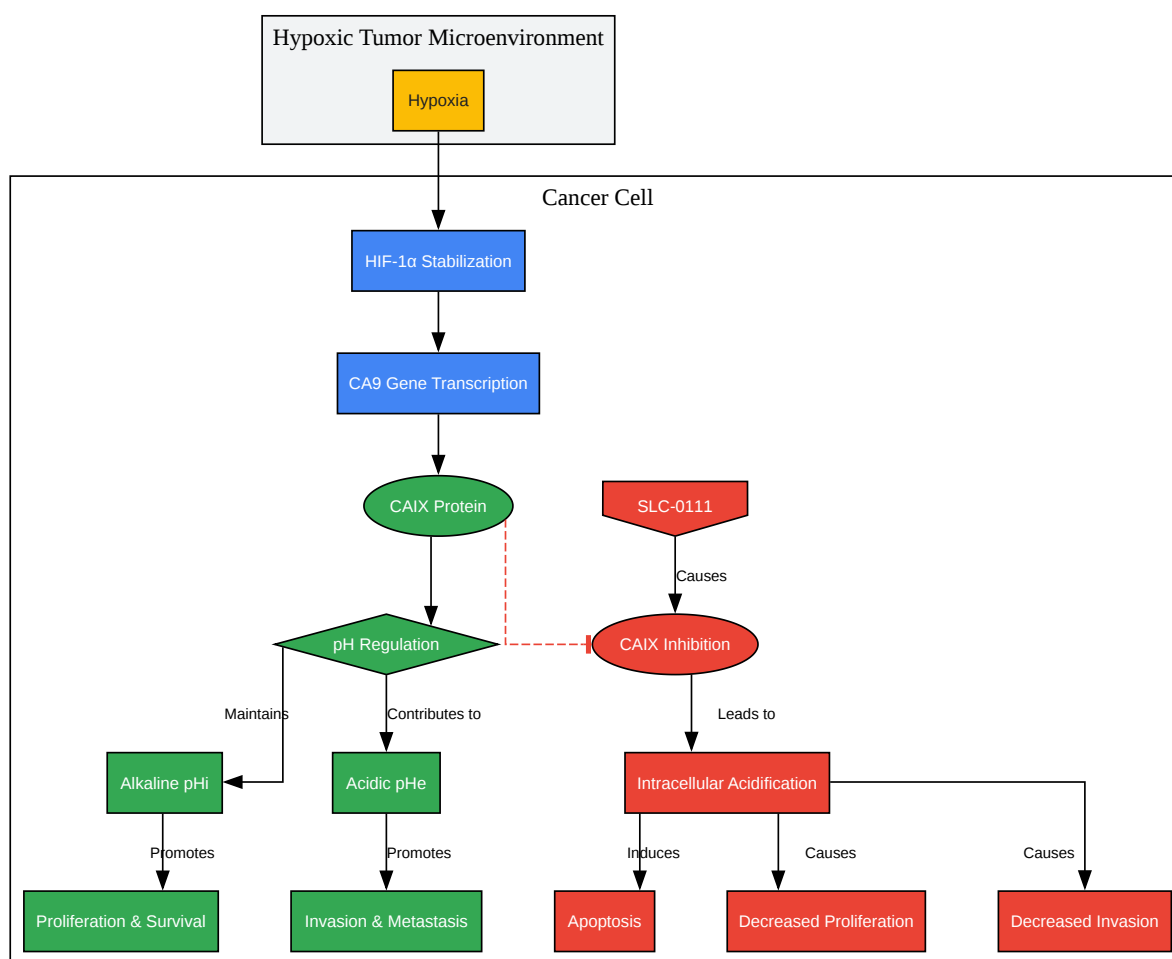 Hypoxic Tumor Microenvironment
Hypoxia
Cancer Cell
HIF-1α Stabilization
CA9 Gene Transcription
CAIX Protein
SLC-0111
Causes
pH Regulation
CAIX Inhibition
Maintains
Contributes to
Leads to
Alkaline pHi
Acidic pHe
Intracellular Acidification
Promotes
Promotes
Induces
Causes
Causes
Proliferation & Survival
Invasion & Metastasis
Apoptosis
Decreased Proliferation
Decreased Invasion